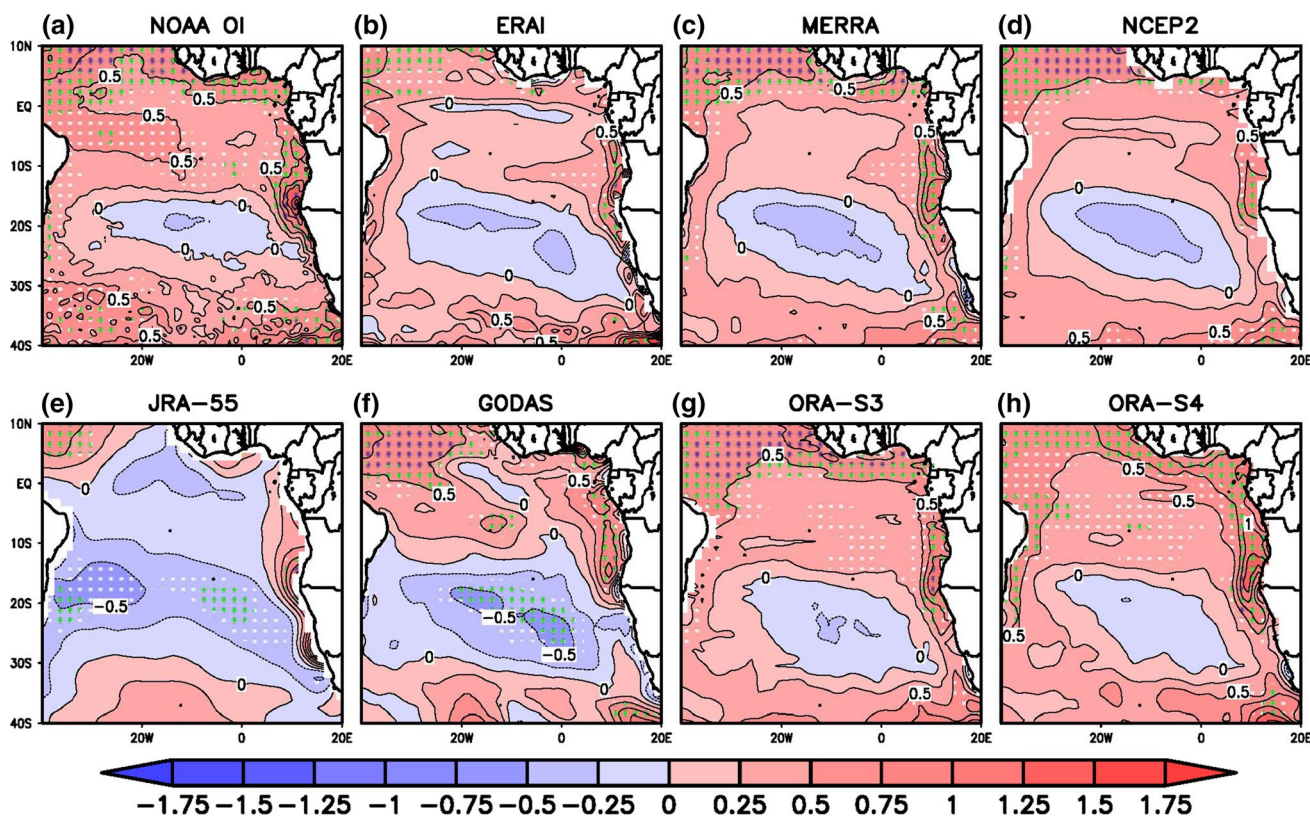 (a) NOAA OI (b) ERAI (c) MERRA (d) NCEP2
10N
EQ
10S
20S
30S
40S
0.5 0.5 0.5 0.5 0 0 0 0 0.5 0.5 0.5
0 0.5 0 0 0 0.5 0.5
0.5 0.5 0 0 0.5
0.5 0 0 0.5 0.5
20W 0 20E 20W 0 20E 20W 0 20E 20W 0 20E
(e) JRA-55 (f) GODAS (g) ORA-S3 (h) ORA-S4
10N
EQ
10S
20S
30S
40S
0 -0.5 0
0 0.5 0.5 0 0 -0.5 -0.5 0 0
0.5 0.5 0 0 0 0.5
0.5 0.5 1 0 0 0.5 0.5
20W 0 20E 20W 0 20E 20W 0 20E 20W 0 20E
-1.75 -1.5 -1.25 -1 -0.75 -0.5 -0.25 0 0.25 0.5 0.75 1 1.25 1.5 1.75